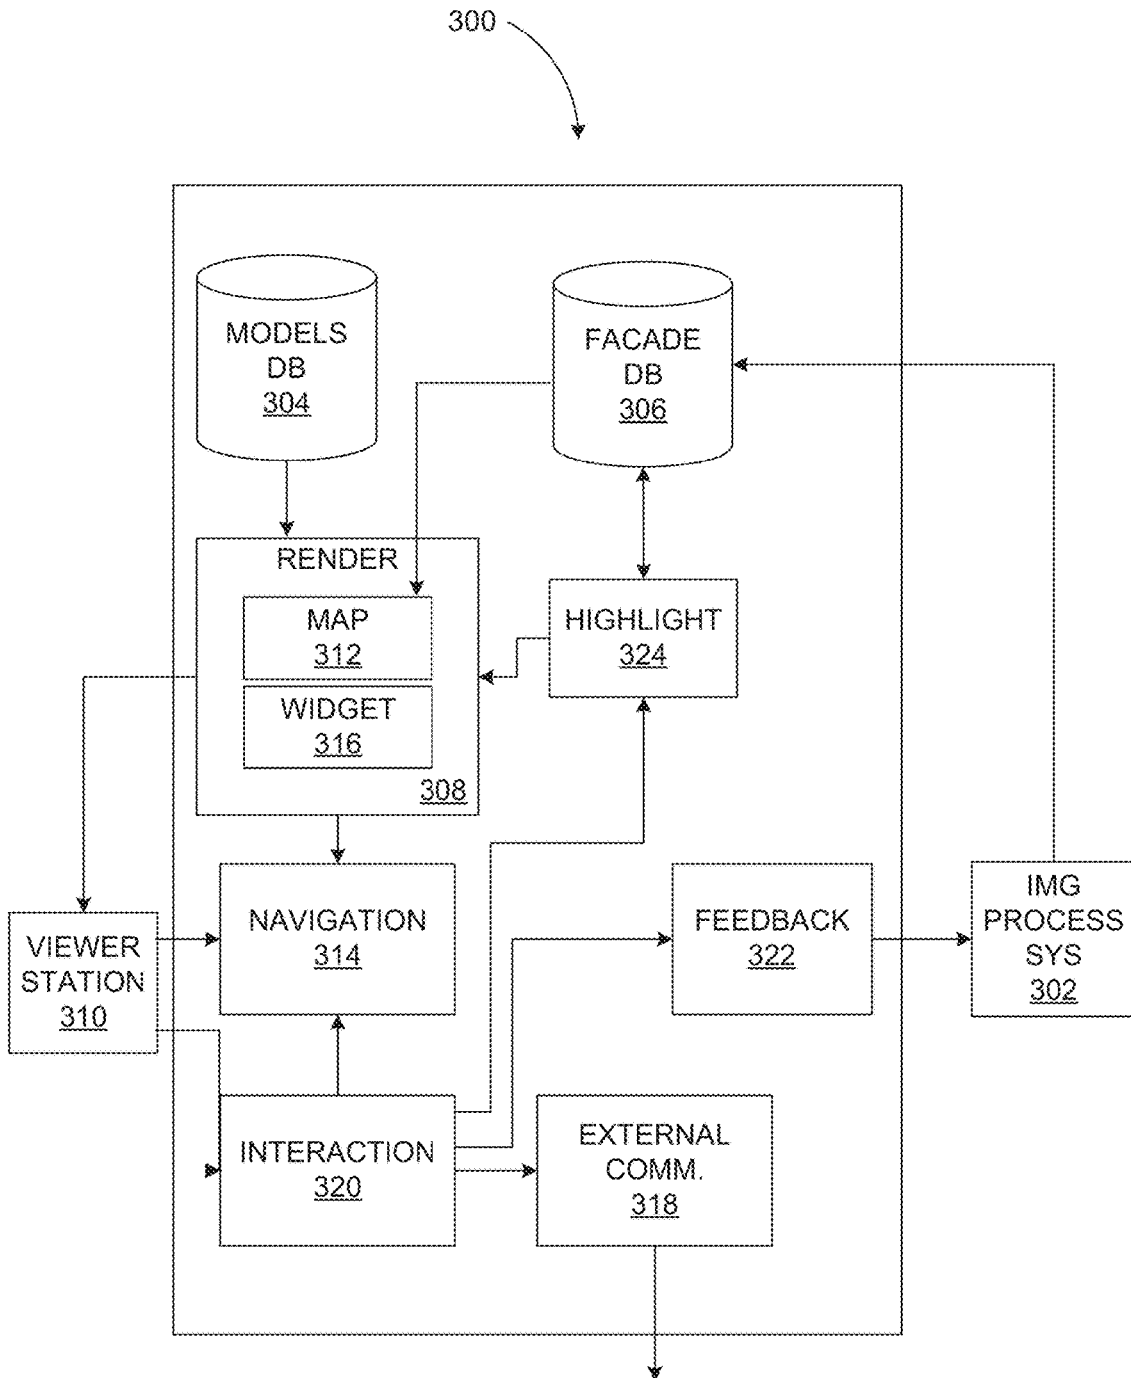 300
MODELS
DB
304
FACADE
DB
306
RENDER
MAP
312
WIDGET
316
308
HIGHLIGHT
324
NAVIGATION
314
FEEDBACK
322
IMG
PROCESS
SYS
302
VIEWER
STATION
310
INTERACTION
320
EXTERNAL
COMM.
318